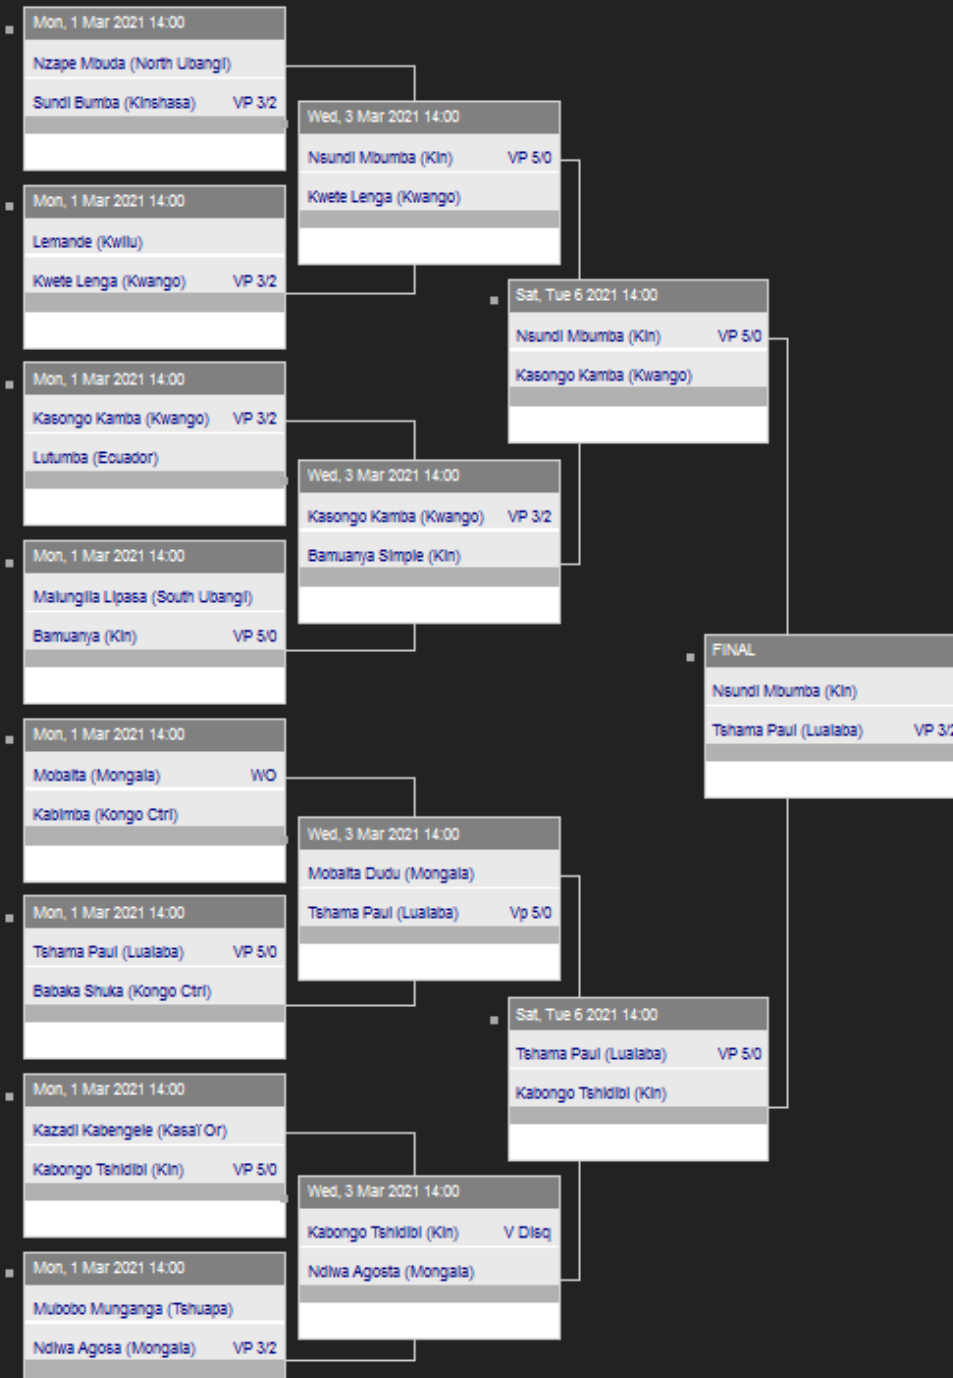 Mon, 1 Mar 2021 14:00
Nzape Mbuda (North Ubangi)
Sundi Bumba (Kinshasa) VP 3/2
Mon, 1 Mar 2021 14:00
Lemande (Kwilu)
Kwete Lenga (Kwango) VP 3/2
Mon, 1 Mar 2021 14:00
Kasongo Kamba (Kwango) VP 3/2
Lutumba (Ecuador)
Mon, 1 Mar 2021 14:00
Malungila Lipasa (South Ubangi)
Bamuanya (Kin) VP 5/0
Mon, 1 Mar 2021 14:00
Mobaita (Mongala) WO
Kabimba (Kongo Ctrl)
Mon, 1 Mar 2021 14:00
Tshama Paul (Lualaba) VP 5/0
Babaka Shuka (Kongo Ctrl)
Mon, 1 Mar 2021 14:00
Kazadi Kabengele (Kasaï Or)
Kabongo Tshidibi (Kin) VP 5/0
Mon, 1 Mar 2021 14:00
Mubobo Munganga (Tshuapa)
Ndiwa Agosa (Mongala) VP 3/2
Wed, 3 Mar 2021 14:00
Nsundi Mbumba (Kin) VP 5/0
Kwete Lenga (Kwango)
Wed, 3 Mar 2021 14:00
Kasongo Kamba (Kwango) VP 3/2
Bamuanya Simple (Kin)
Wed, 3 Mar 2021 14:00
Mobaita Dudu (Mongala)
Tshama Paul (Lualaba) Vp 5/0
Wed, 3 Mar 2021 14:00
Kabongo Tshidibi (Kin) V Disq
Ndiwa Agosta (Mongala)
Sat, Tue 6 2021 14:00
Nsundi Mbumba (Kin) VP 5/0
Kasongo Kamba (Kwango)
Sat, Tue 6 2021 14:00
Tshama Paul (Lualaba) VP 5/0
Kabongo Tshidibi (Kin)
FINAL
Nsundi Mbumba (Kin)
Tshama Paul (Lualaba) VP 3/2